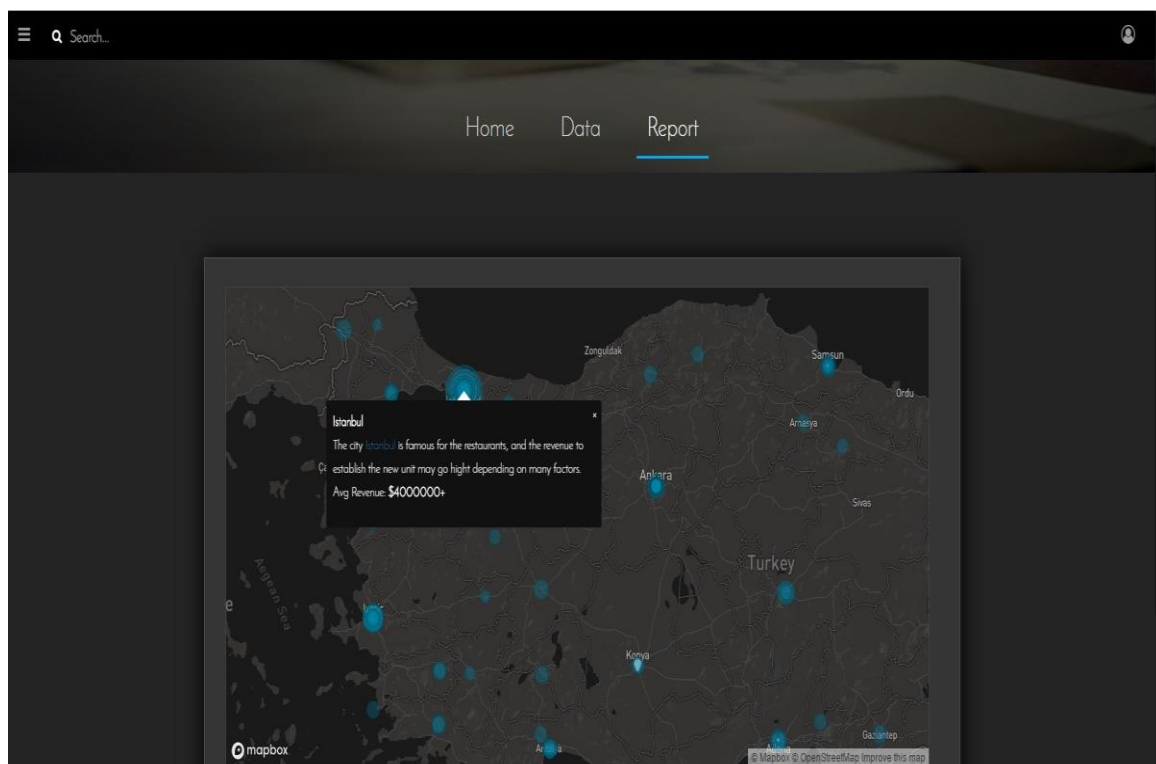 Search...
Home Data Report
Zonguldak
Samsun
Ordu
Amasya
Istanbul ×
The city Istanbul is famous for the restaurants, and the revenue to
establish the new unit may go hight depending on many factors.
Avg Revenue: $4000000+
Ankara
Sivas
Turkey
Aegean Sea
Konya
Gaziantep
mapbox
© Mapbox © OpenStreetMap Improve this map